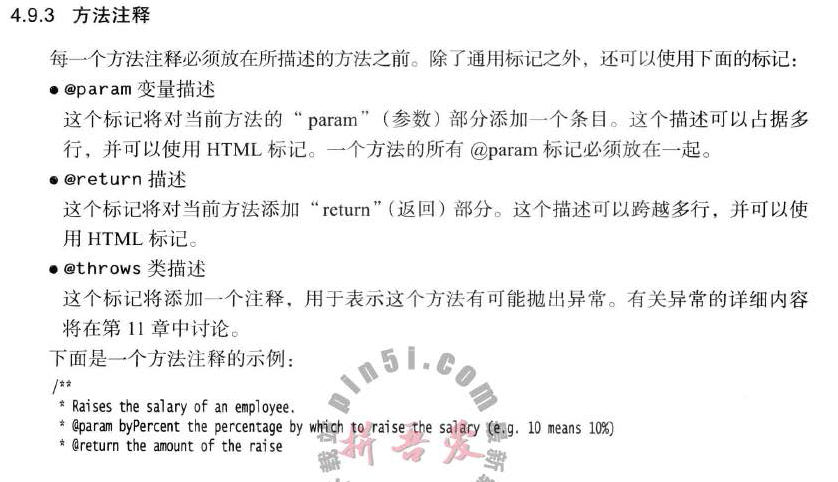 4.9.3 方法注释
每一个方法注释必须放在所描述的方法之前。除了通用标记之外，还可以使用下面的标记：
● @param 变量描述
这个标记将对当前方法的“param”（参数）部分添加一个条目。这个描述可以占据多
行，并可以使用 HTML 标记。一个方法的所有 @param 标记必须放在一起。
● @return 描述
这个标记将对当前方法添加“return”（返回）部分。这个描述可以跨越多行，并可以使
用 HTML 标记。
● @throws 类描述
这个标记将添加一个注释，用于表示这个方法有可能抛出异常。有关异常的详细内容
将在第 11 章中讨论。
下面是一个方法注释的示例：
/**
* Raises the salary of an employee.
* @param byPercent the percentage by which to raise the salary (e.g. 10 means 10%)
* @return the amount of the raise
pin5i.com
拼吾爱